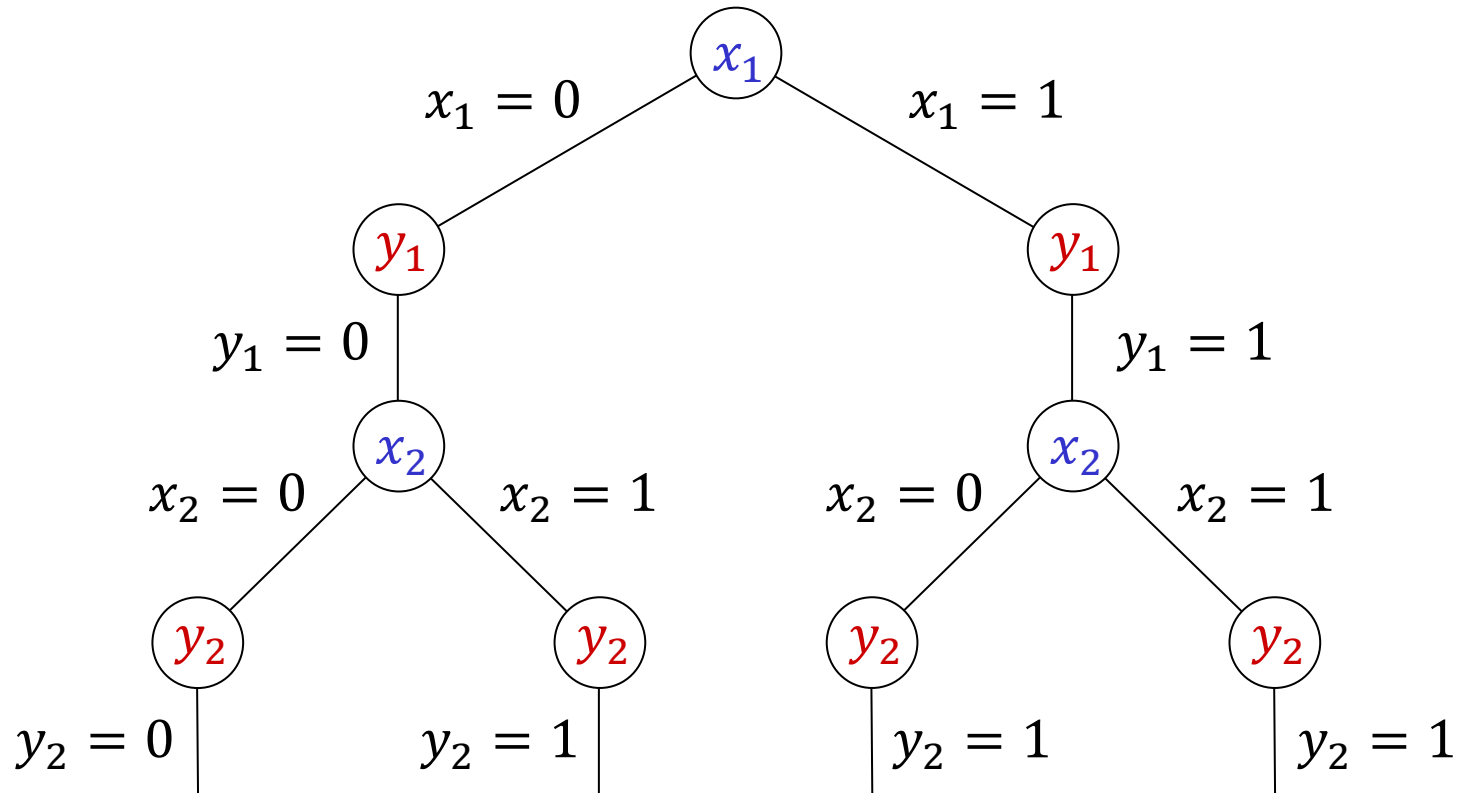 x₁
x₁ = 0
x₁ = 1
y₁
y₁
y₁ = 0
y₁ = 1
x₂
x₂
x₂ = 0
x₂ = 1
x₂ = 0
x₂ = 1
y₂
y₂
y₂
y₂
y₂ = 0
y₂ = 1
y₂ = 1
y₂ = 1